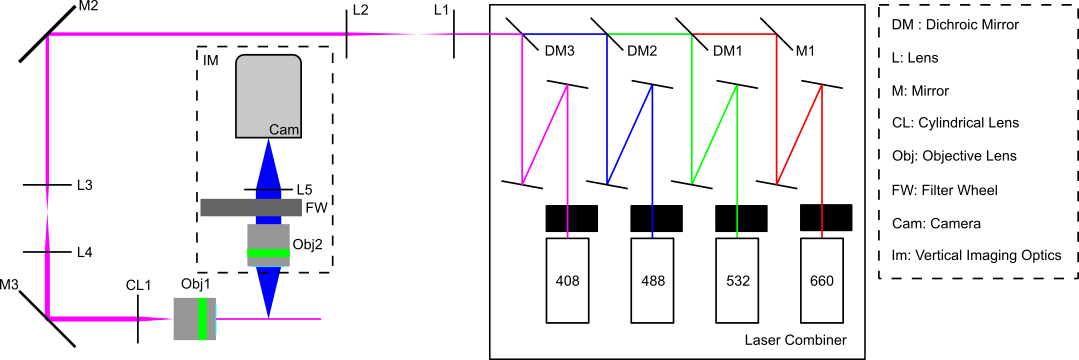 M2
L2
L1
DM3
DM2
DM1
M1
IM
Cam
L5
FW
Obj2
L3
L4
M3
CL1
Obj1
408
488
532
660
Laser Combiner
DM : Dichroic Mirror
L: Lens
M: Mirror
CL: Cylindrical Lens
Obj: Objective Lens
FW: Filter Wheel
Cam: Camera
Im: Vertical Imaging Optics